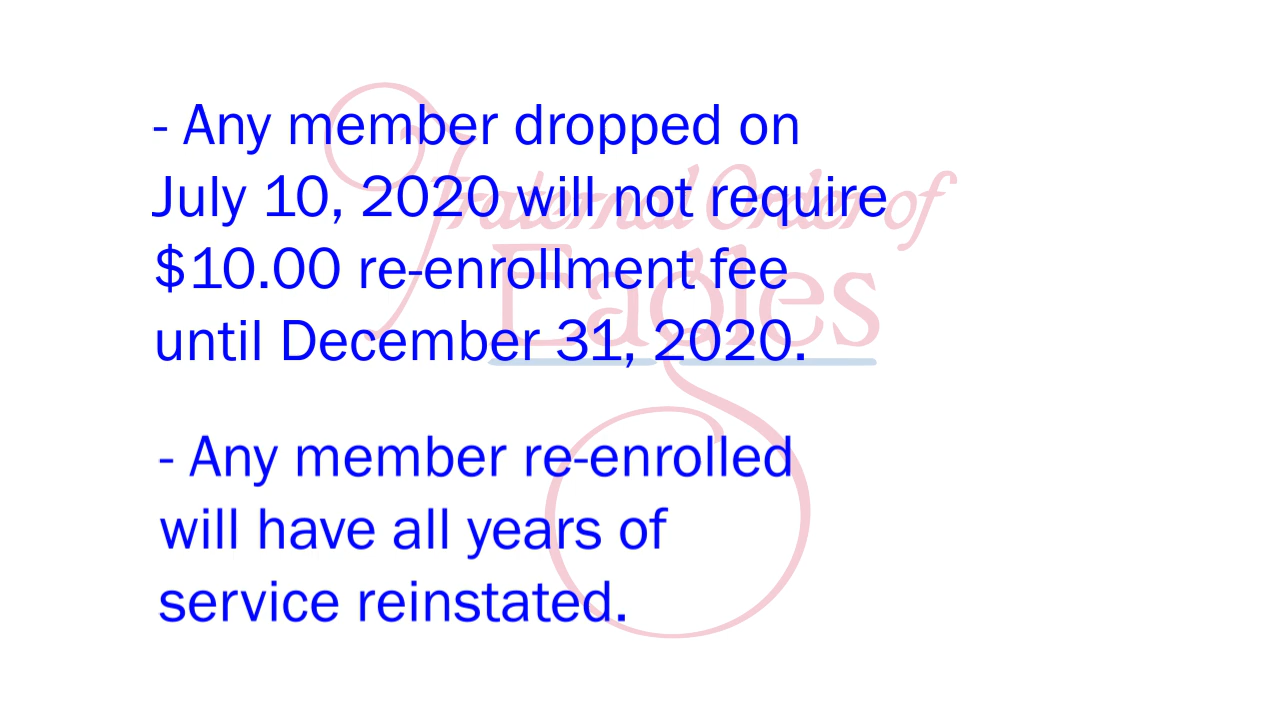 - Any member dropped on
July 10, 2020 will not require
$10.00 re-enrollment fee
until December 31, 2020.
- Any member re-enrolled
will have all years of
service reinstated.
Fraternal Order of
Eagles